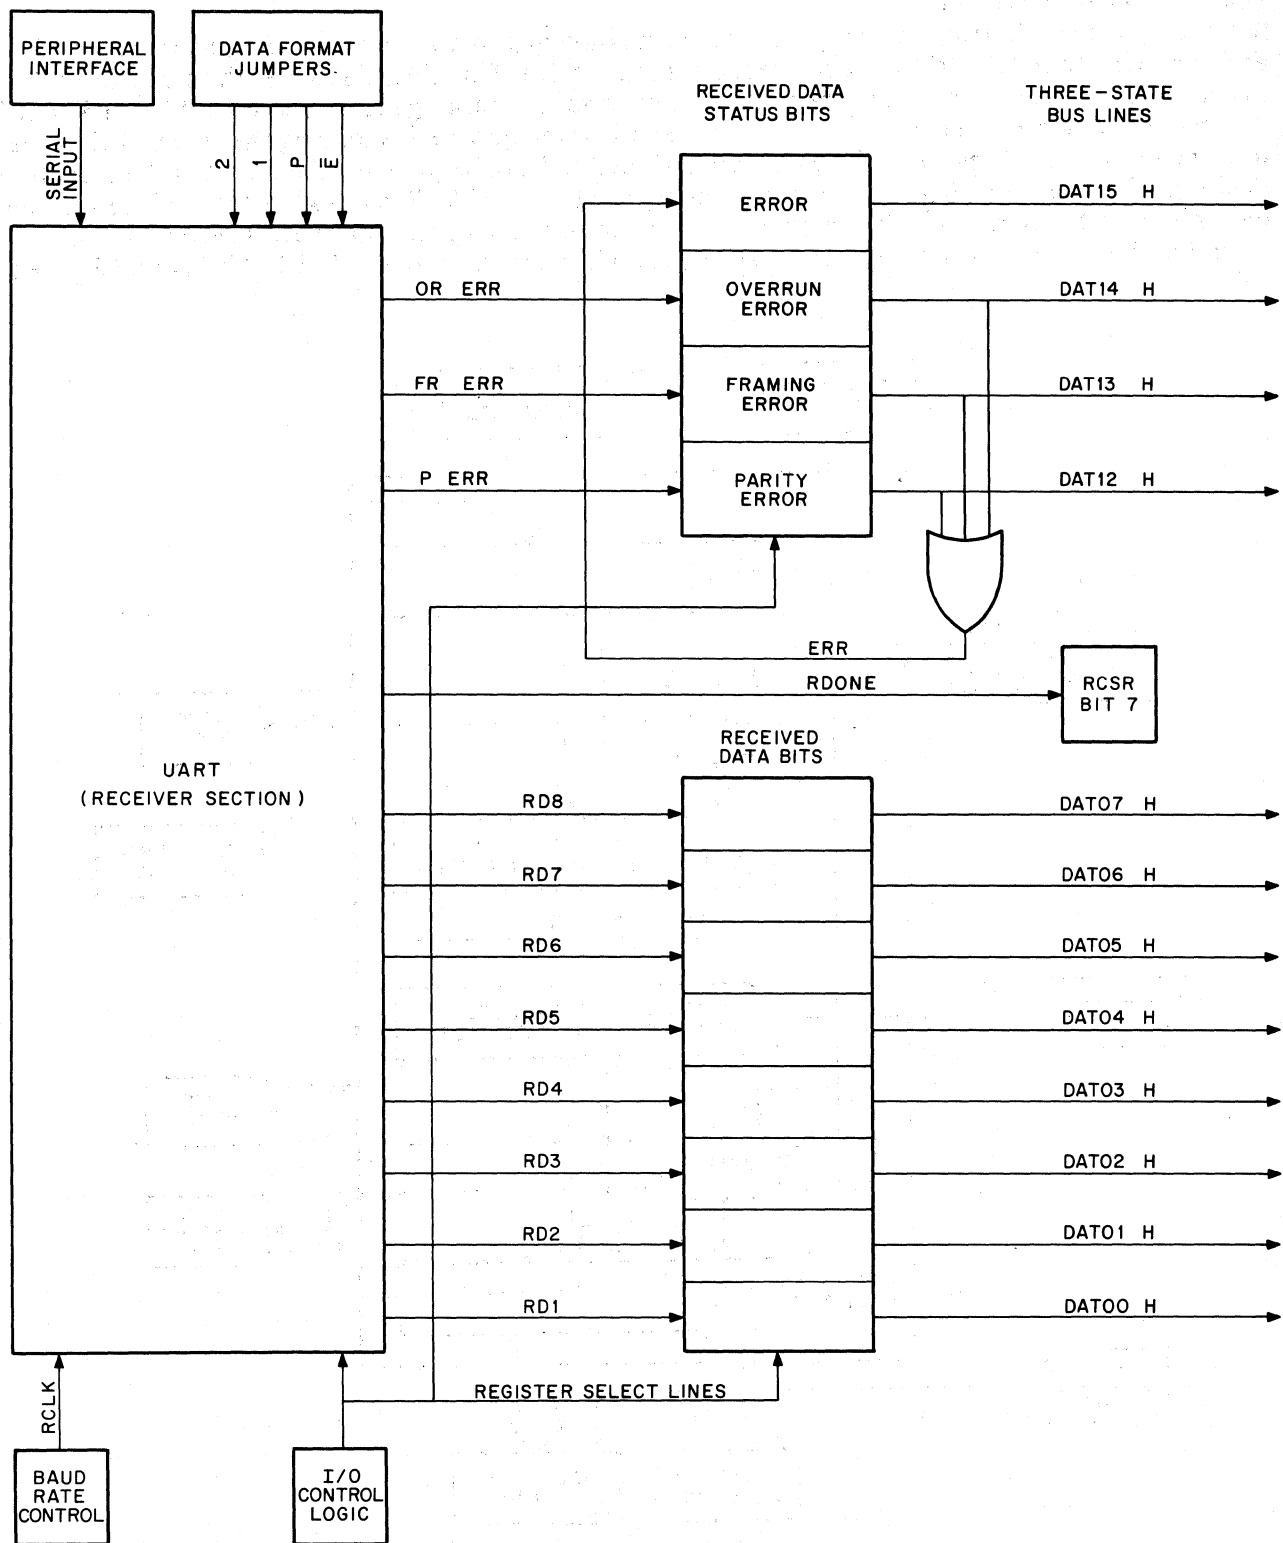 PERIPHERAL
INTERFACE
DATA FORMAT
JUMPERS
SERIAL
INPUT
2
1
P
Ē
RECEIVED DATA
STATUS BITS
THREE-STATE
BUS LINES
ERROR
DAT15 H
OR ERR
OVERRUN
ERROR
DAT14 H
FR ERR
FRAMING
ERROR
DAT13 H
P ERR
PARITY
ERROR
DAT12 H
ERR
RDONE
RCSR
BIT 7
RECEIVED
DATA BITS
UART
(RECEIVER SECTION)
RD8
DAT07 H
RD7
DAT06 H
RD6
DAT05 H
RD5
DAT04 H
RD4
DAT03 H
RD3
DAT02 H
RD2
DAT01 H
RD1
DAT00 H
RCLK
REGISTER SELECT LINES
BAUD
RATE
CONTROL
I/O
CONTROL
LOGIC